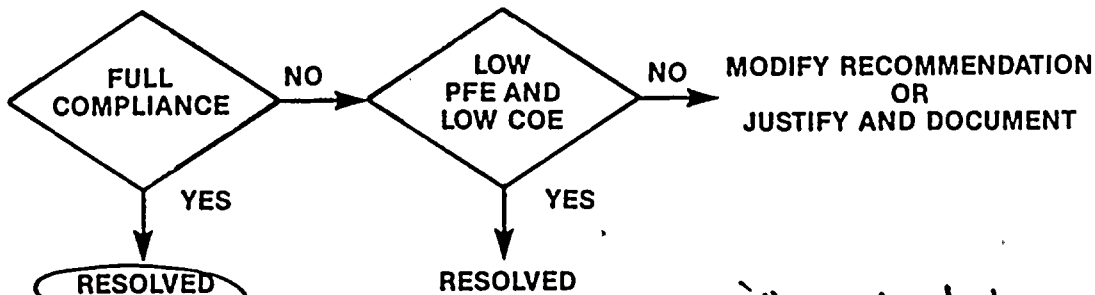 FULL
COMPLIANCE
NO
LOW
PFE AND
LOW COE
NO
MODIFY RECOMMENDATION
OR
JUSTIFY AND DOCUMENT
YES
YES
RESOLVED
RESOLVED